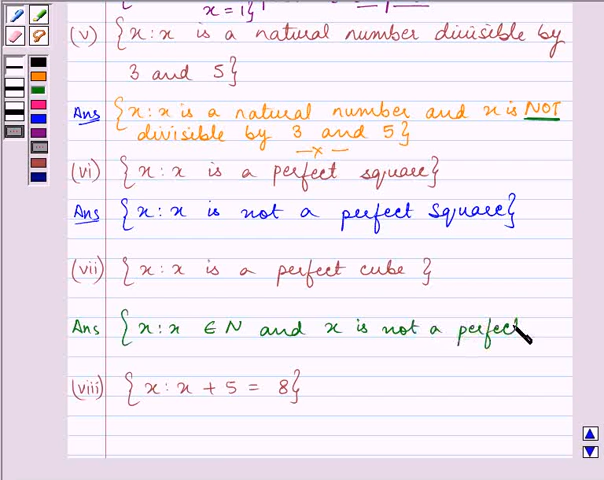 x = 1}
(v) {x : x is a natural number divisible by
3 and 5}
Ans {x : x is a natural number and x is NOT
divisible by 3 and 5}
— x —
(vi) {x : x is a perfect square}
Ans {x : x is not a perfect Square}
(vii) {x : x is a perfect cube }
Ans {x : x ∈ N and x is not a perfect
(viii) {x : x + 5 = 8}